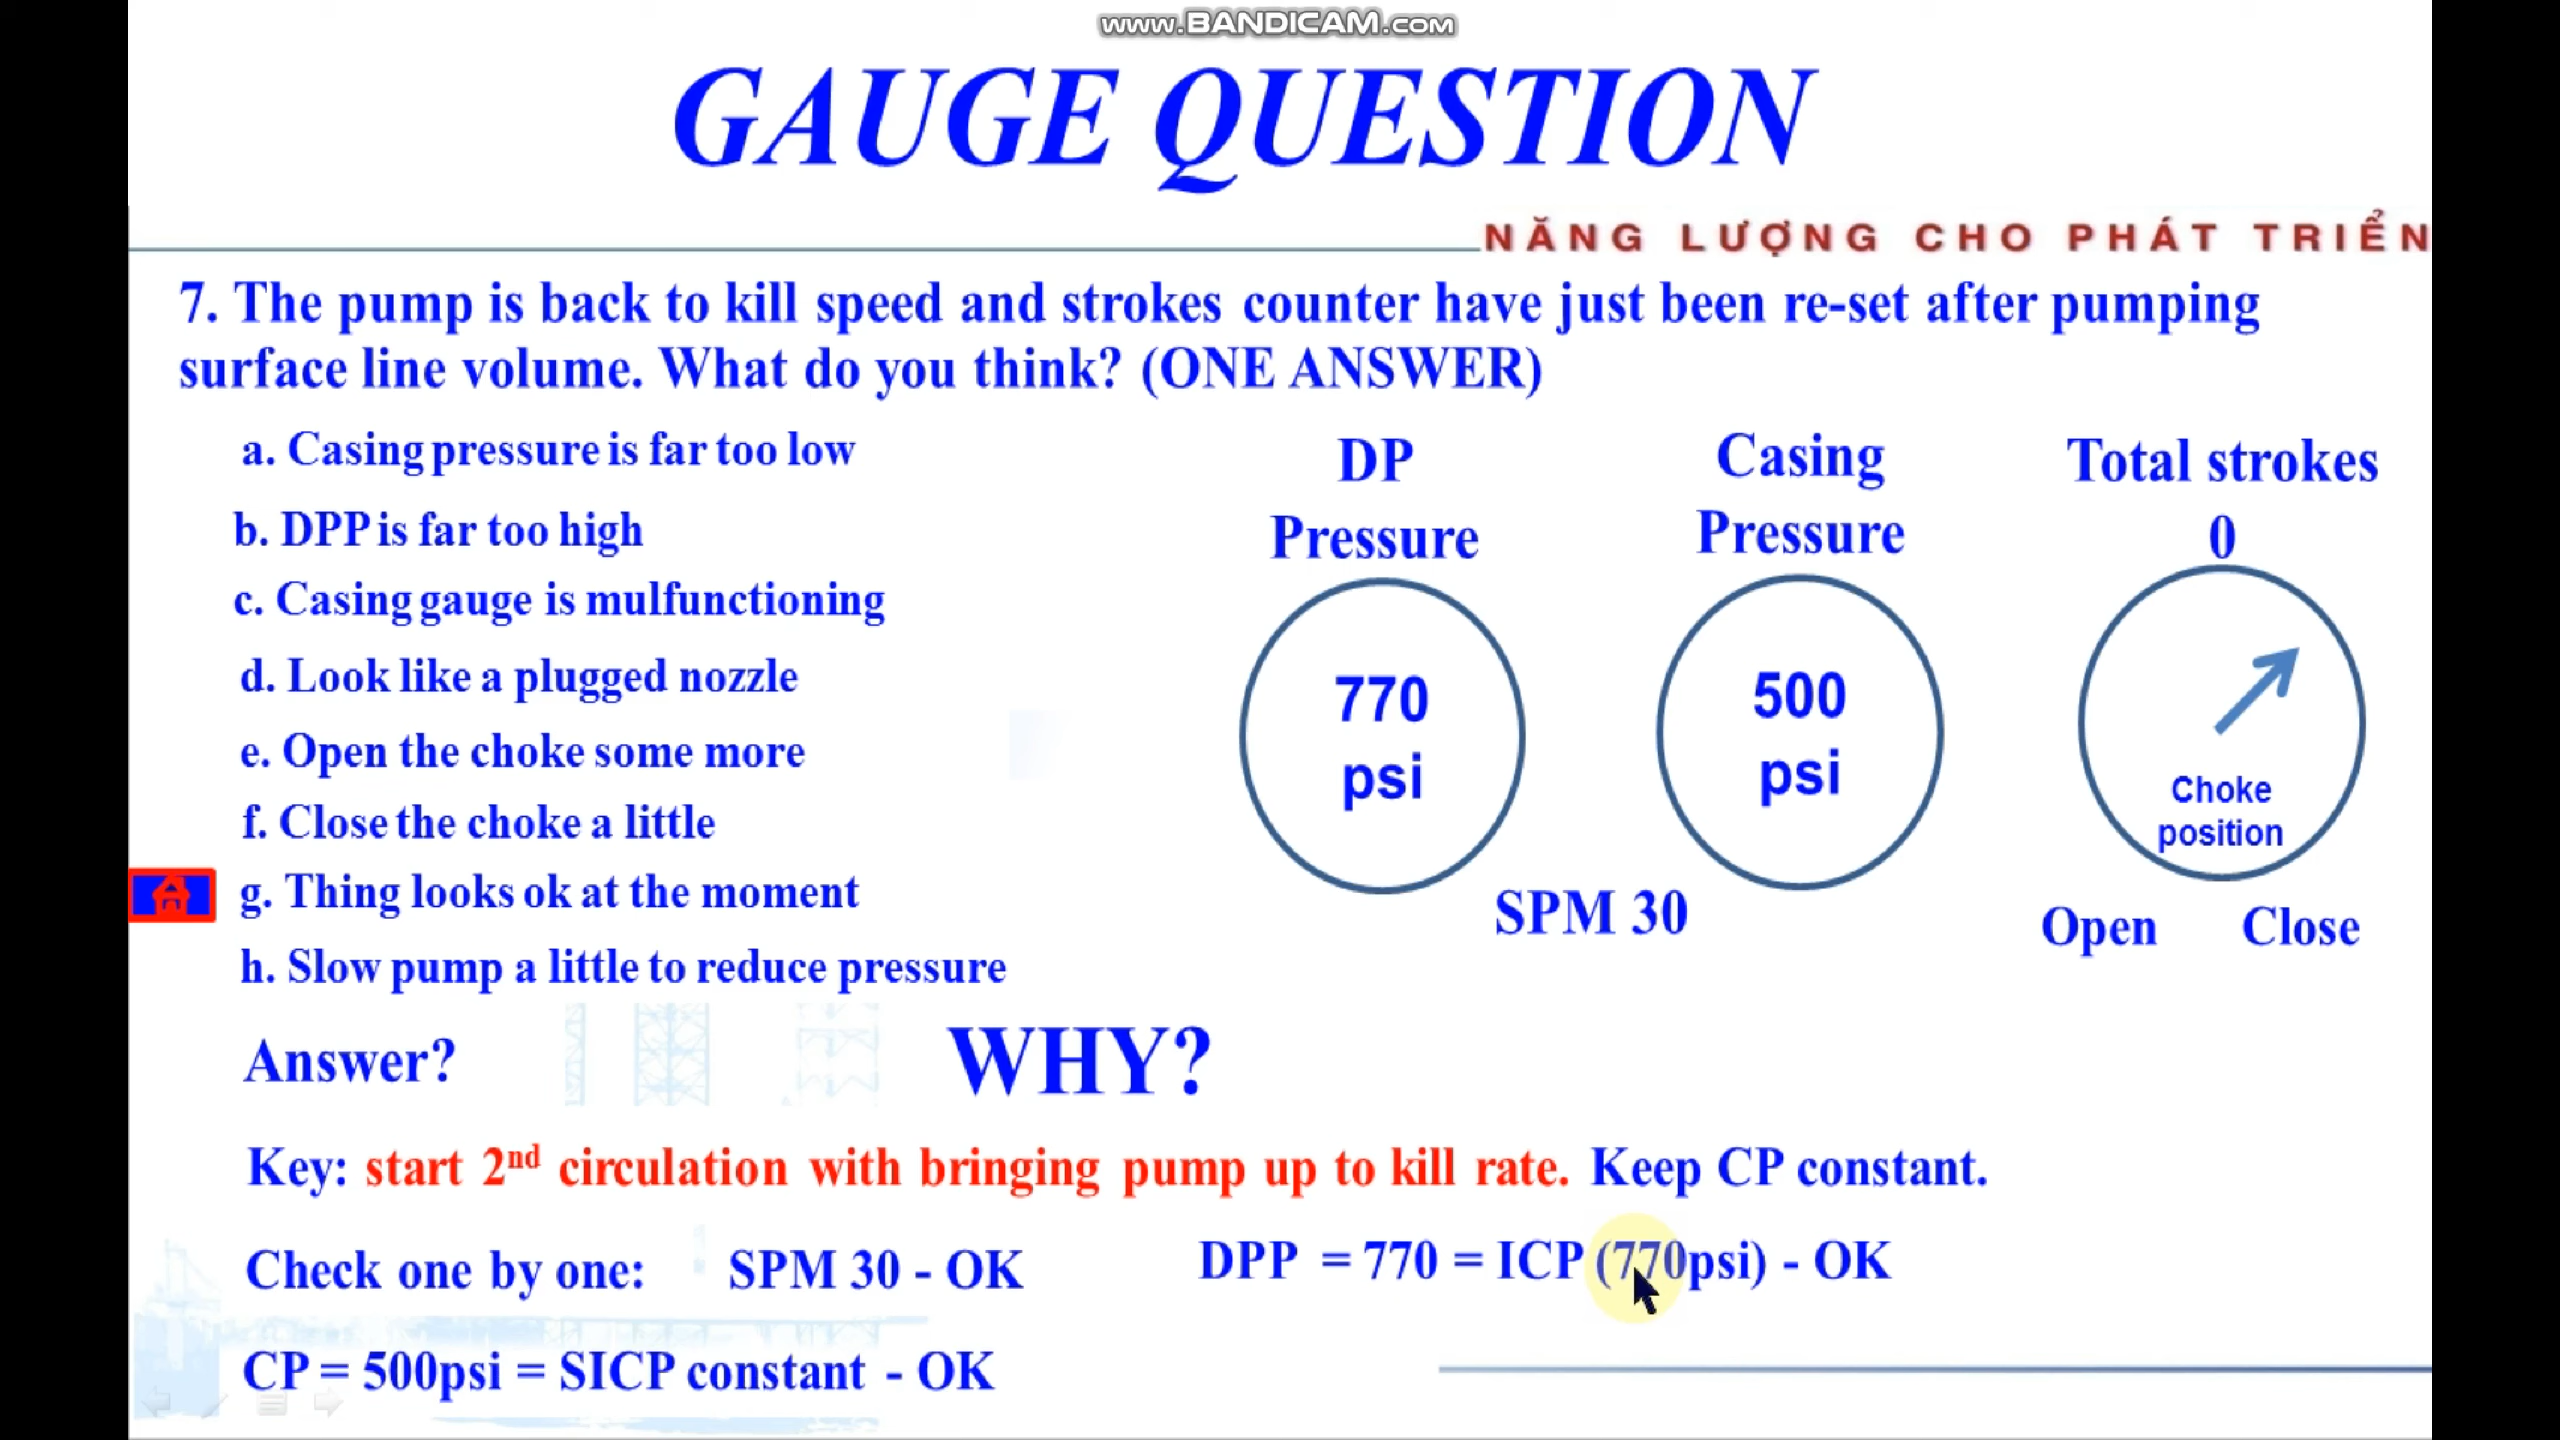 www.BANDICAM.com
GAUGE QUESTION
NĂNG LƯỢNG CHO PHÁT TRIỂN
7. The pump is back to kill speed and strokes counter have just been re-set after pumping
surface line volume. What do you think? (ONE ANSWER)
a. Casing pressure is far too low
b. DPP is far too high
c. Casing gauge is mulfunctioning
d. Look like a plugged nozzle
e. Open the choke some more
f. Close the choke a little
g. Thing looks ok at the moment
h. Slow pump a little to reduce pressure
DP
Pressure
770
psi
Casing
Pressure
500
psi
SPM 30
Total strokes
0
Choke
position
Open Close
Answer?
WHY?
Key: start 2nd circulation with bringing pump up to kill rate. Keep CP constant.
Check one by one: SPM 30 - OK
DPP = 770 = ICP (770psi) - OK
CP = 500psi = SICP constant - OK